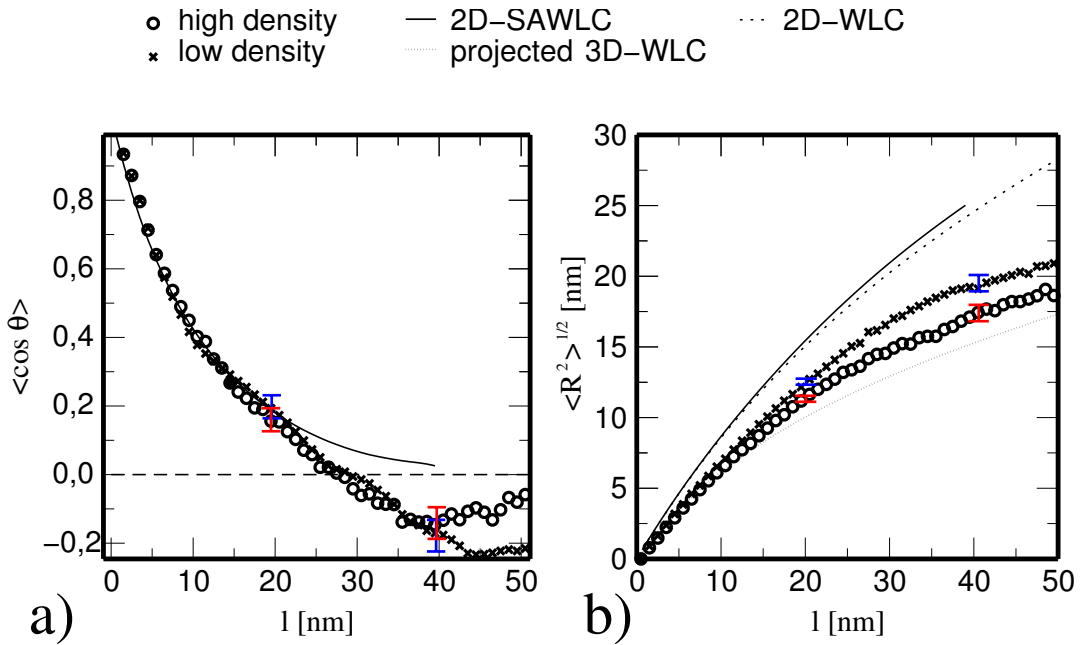 high density
2D−SAWLC
2D−WLC
low density
projected 3D−WLC
<cos θ>
0,8
0,6
0,4
0,2
0,0
−0,2
0 10 20 30 40 50
l [nm]
a)
<R²>^1/2 [nm]
30
25
20
15
10
5
0
0 10 20 30 40 50
l [nm]
b)